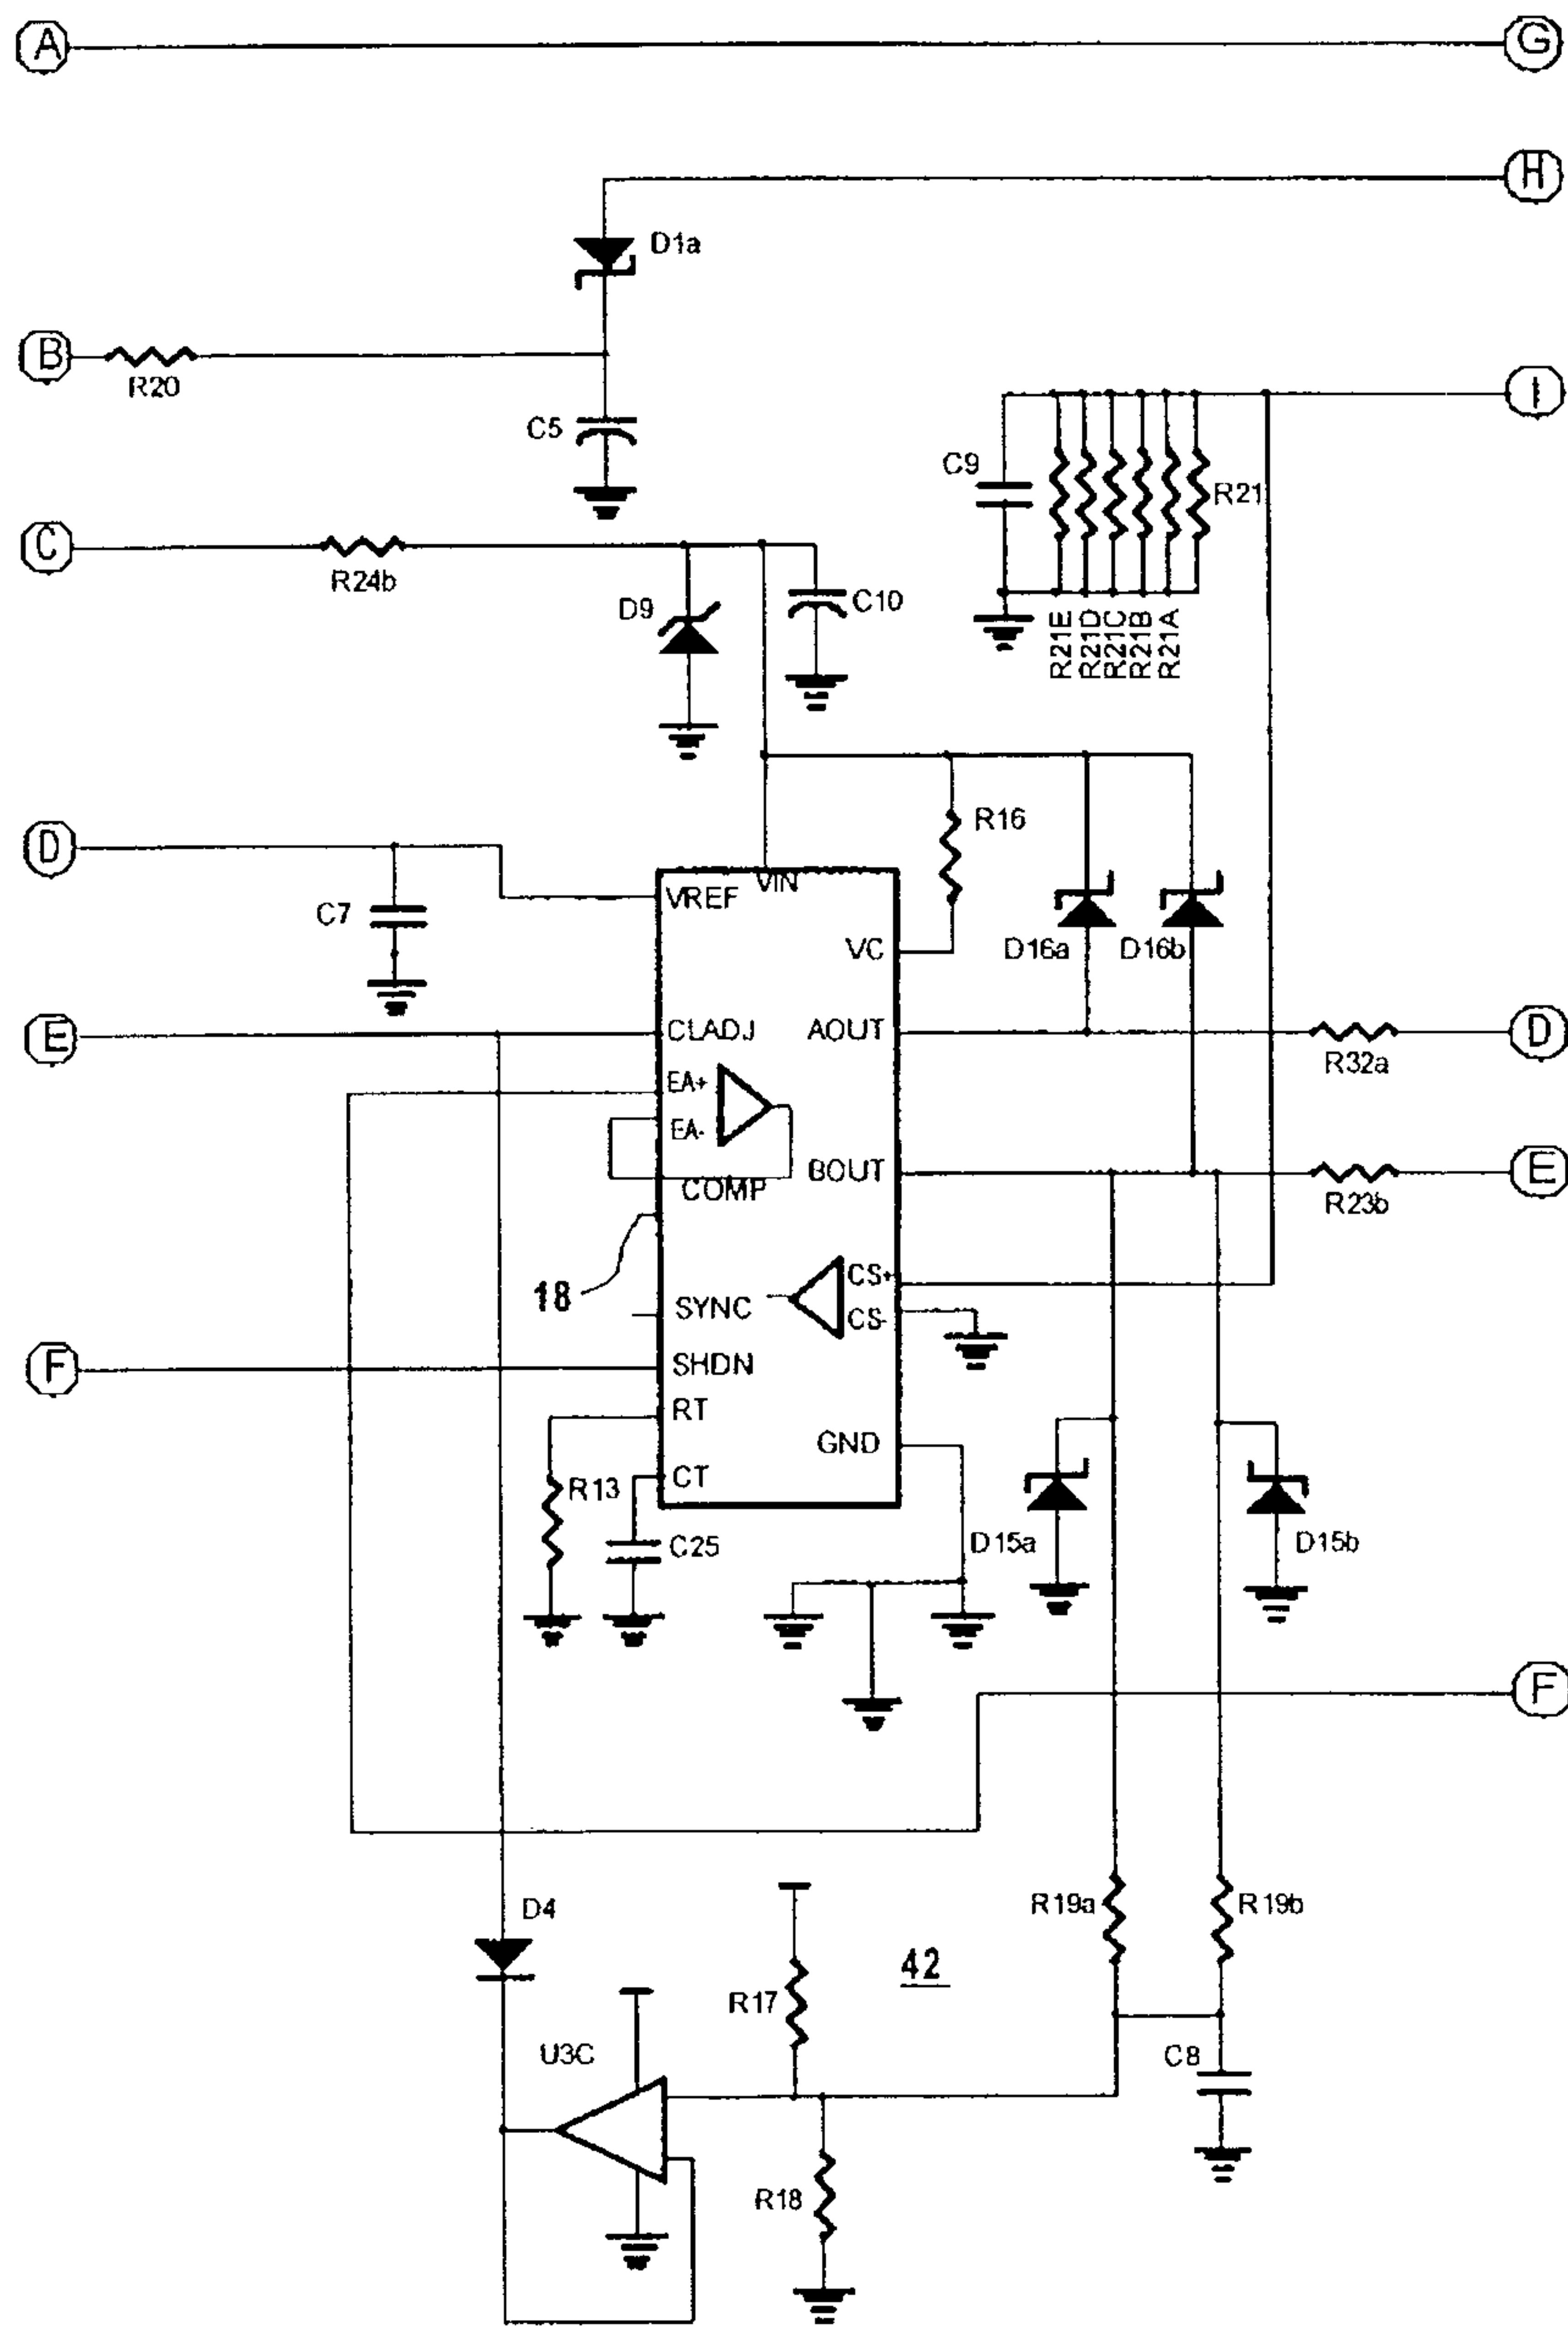 A G
H
D1a
B
R20
C5
I
C9
R21
C
R24b
D9
C10
R21E
R21D
R21C
R21B
R21A
R16
D
C7
VREF
VIN
VC
D16a
D16b
E
CLADJ
AOUT
D
R32a
EA+
EA-
COMP
BOUT
E
R23b
18
CS+
CS-
SYNC
F
SHDN
RT
GND
R13
CT
C25
D15a
D15b
F
D4
R19a
R19b
42
R17
U3C
C8
R18